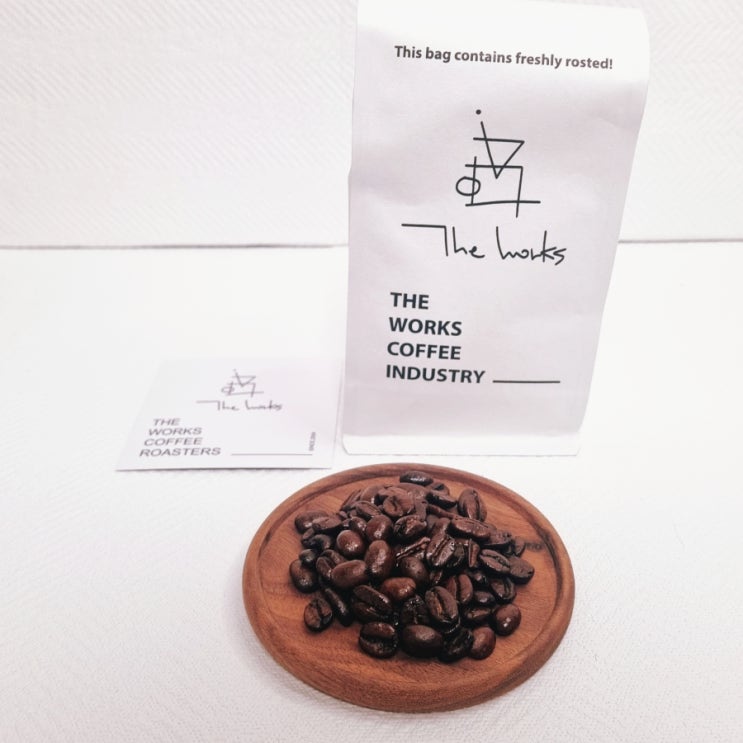 This bag contains freshly rosted!
The Works
THE
WORKS
COFFEE
INDUSTRY
The Works
THE
WORKS
COFFEE
ROASTERS